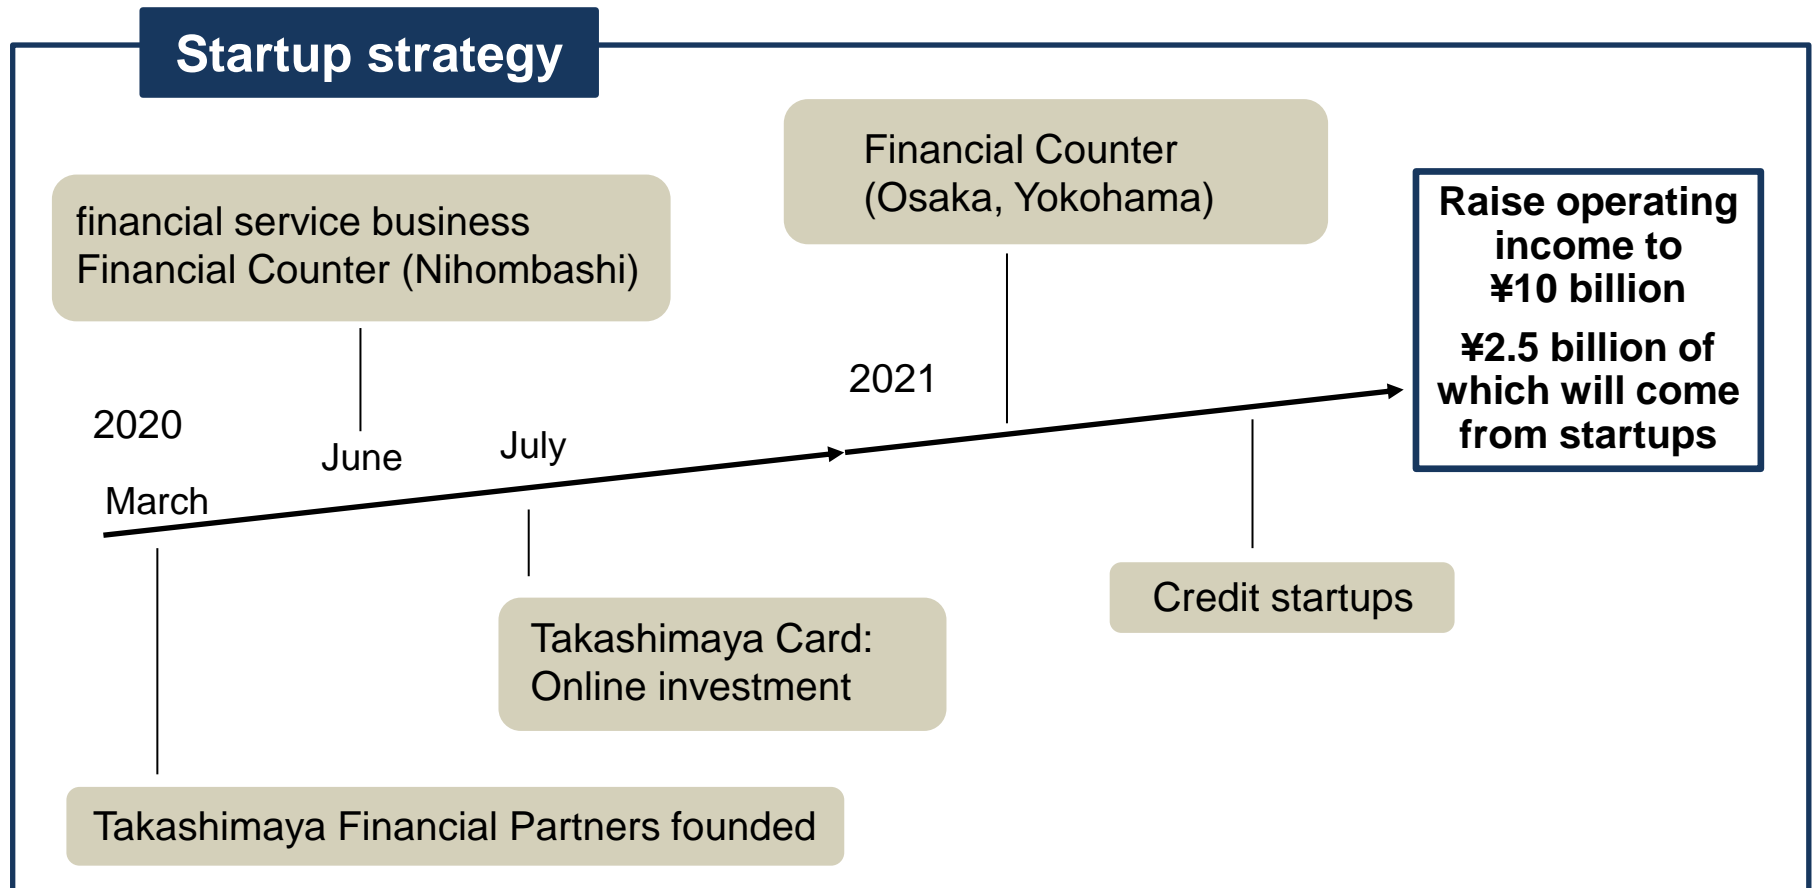 Startup strategy
financial service business
Financial Counter (Nihombashi)
Financial Counter
(Osaka, Yokohama)
Raise operating
income to
¥10 billion
¥2.5 billion of
which will come
from startups
2020
2021
March
June
July
Takashimaya Card:
Online investment
Credit startups
Takashimaya Financial Partners founded